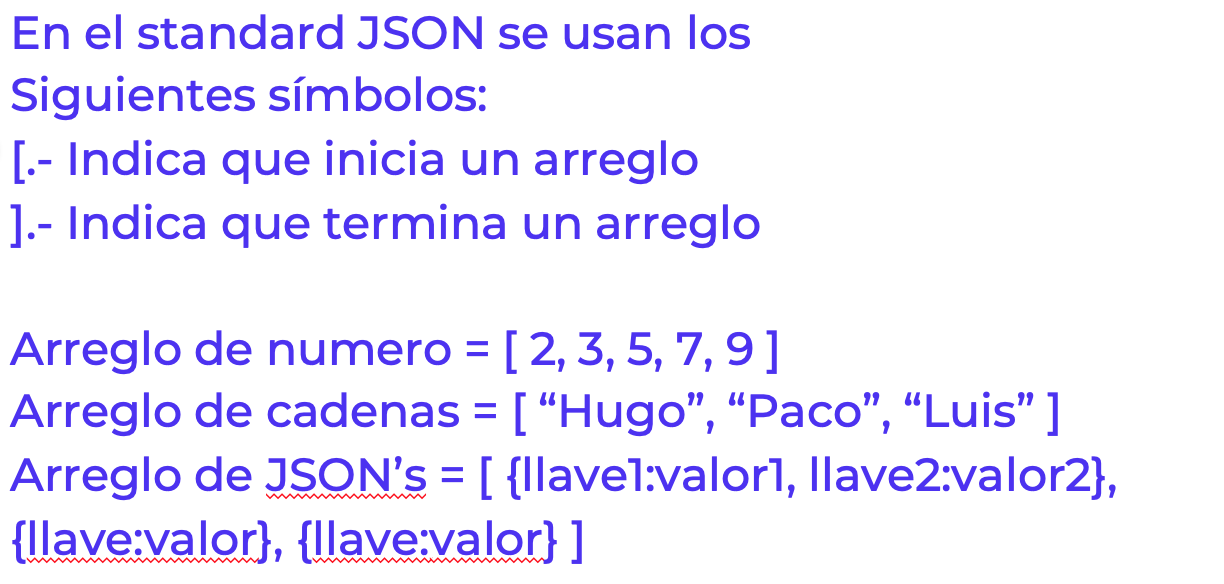 En el standard JSON se usan los
Siguientes símbolos:
[.- Indica que inicia un arreglo
].- Indica que termina un arreglo
Arreglo de numero = [ 2, 3, 5, 7, 9 ]
Arreglo de cadenas = [ “Hugo”, “Paco”, “Luis” ]
Arreglo de JSON’s = [ {llave1:valor1, llave2:valor2},
{llave:valor}, {llave:valor} ]